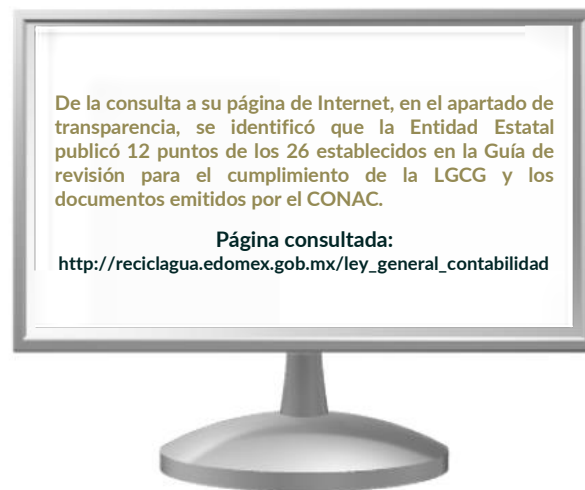 De la consulta a su página de Internet, en el apartado de
transparencia, se identificó que la Entidad Estatal
publicó 12 puntos de los 26 establecidos en la Guía de
revisión para el cumplimiento de la LGCG y los
documentos emitidos por el CONAC.
Página consultada:
http://reciclagua.edomex.gob.mx/ley_general_contabilidad